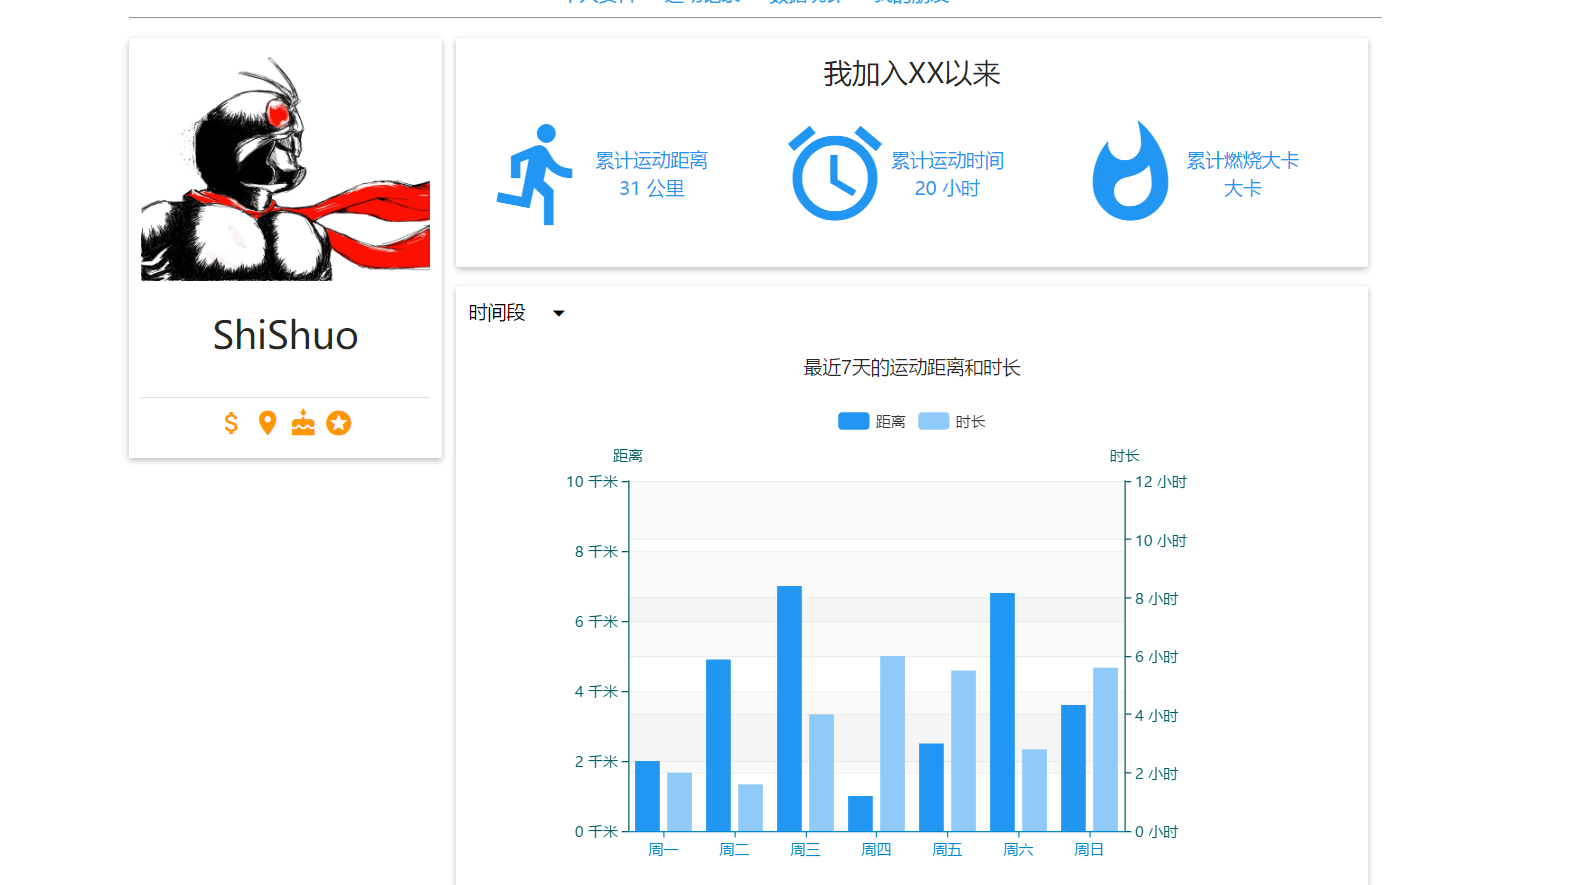 我加入XX以来
累计运动距离
31 公里
累计运动时间
20 小时
累计燃烧大卡
大卡
ShiShuo
时间段
最近7天的运动距离和时长
距离 时长
距离 时长
10 千米
8 千米
6 千米
4 千米
2 千米
0 千米
12 小时
10 小时
8 小时
6 小时
4 小时
2 小时
0 小时
周一 周二 周三 周四 周五 周六 周日